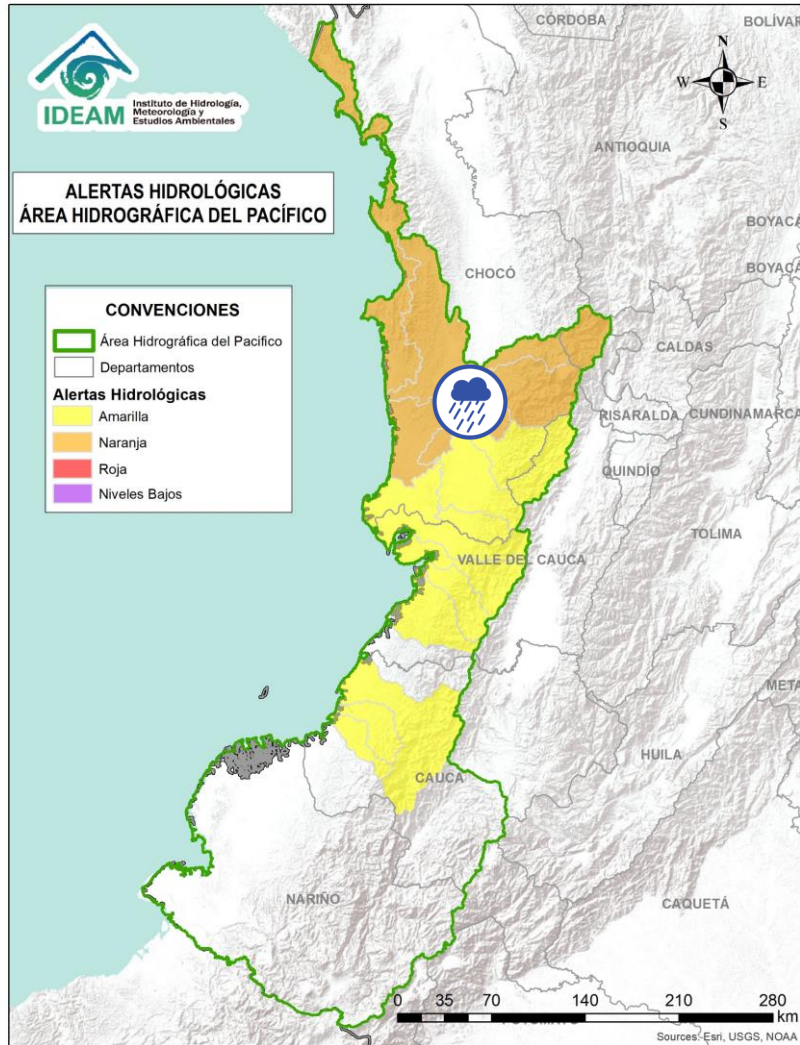 CÓRDOBA
BOLÍVAR
IDEAM
Instituto de Hidrología,
Meteorología y
Estudios Ambientales
N
W
E
S
ANTIOQUIA
ALERTAS HIDROLÓGICAS
ÁREA HIDROGRÁFICA DEL PACÍFICO
BOYACÁ
BOYACÁ
CHOCÓ
CONVENCIONES
Área Hidrográfica del Pacifico
Departamentos
Alertas Hidrológicas
Amarilla
Naranja
Roja
Niveles Bajos
CALDAS
RISARALDA
CUNDINAMARCA
QUINDÍO
TOLIMA
VALLE DEL CAUCA
META
HUILA
CAUCA
NARIÑO
CAQUETÁ
0 35 70 140 210 280
km
Sources: Esri, USGS, NOAA